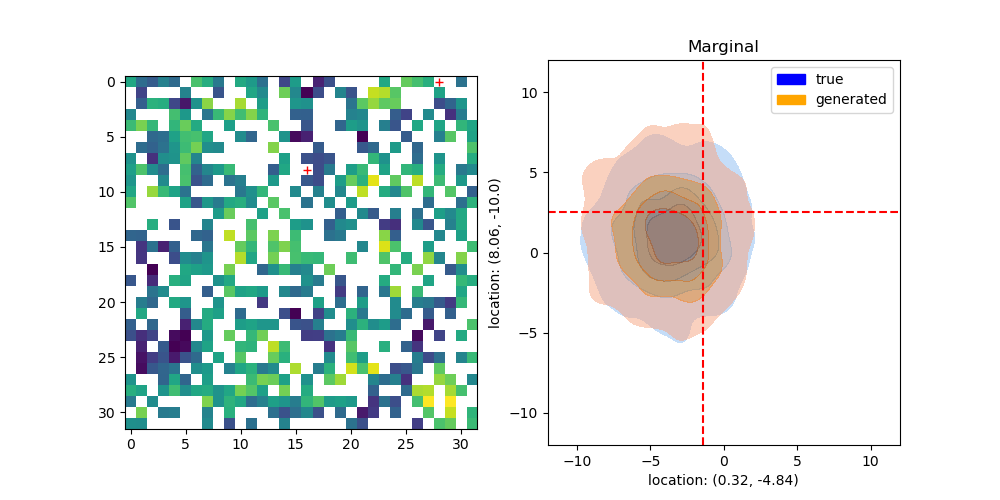 Marginal
true
generated
0
5
10
15
20
25
30
0 5 10 15 20 25 30
location: (8.06, -10.0)
10
5
0
−5
−10
−10 −5 0 5 10
location: (0.32, -4.84)